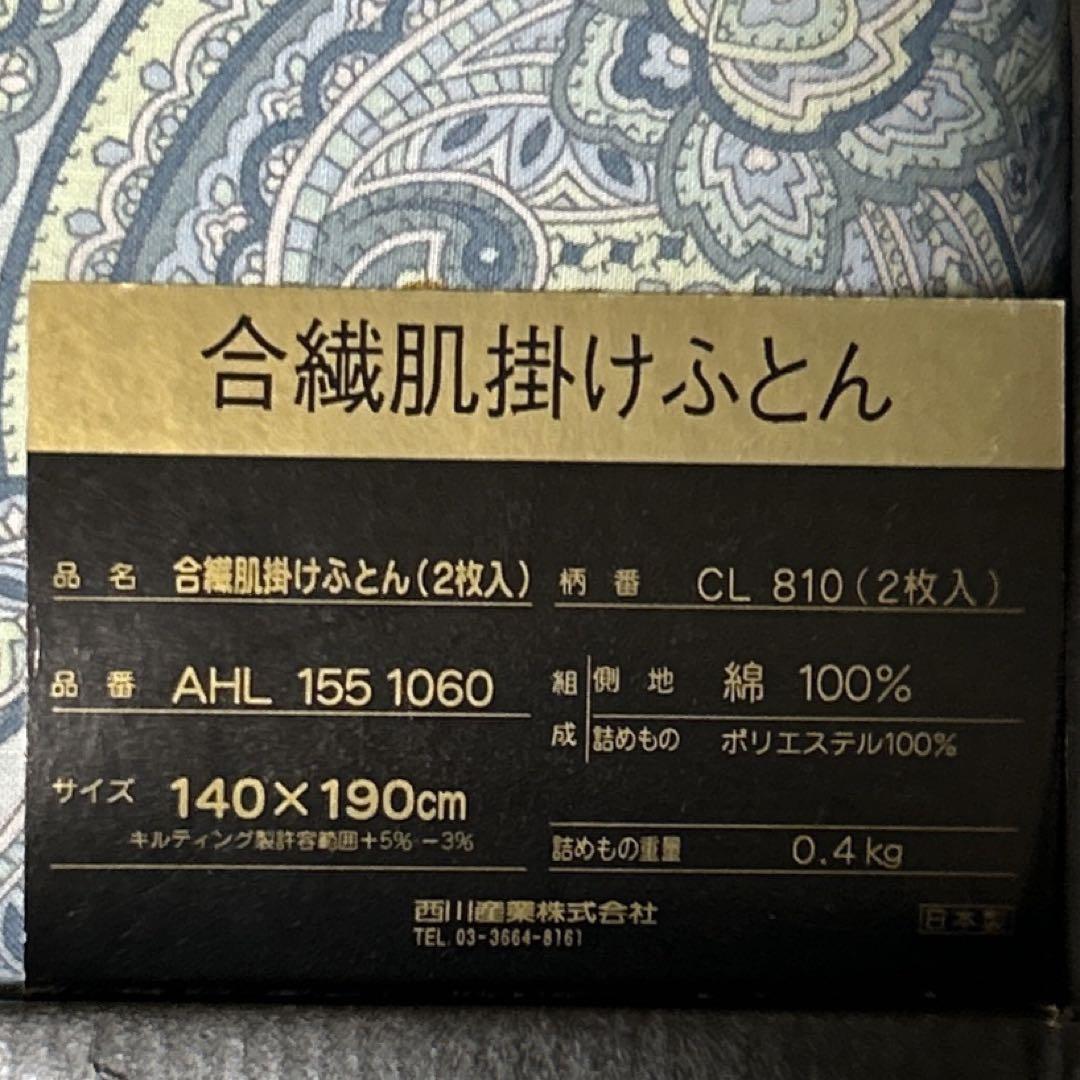 合繊肌掛けふとん
品名 合繊肌掛けふとん(2枚入)
柄番 CL 810(2枚入)
品番 AHL 155 1060
組成 側地 綿 100%
詰めもの ポリエステル100%
サイズ 140×190cm
キルティング製許容範囲+5% −3%
詰めもの重量 0.4kg
西川産業株式会社
TEL.03-3664-8161
日本製